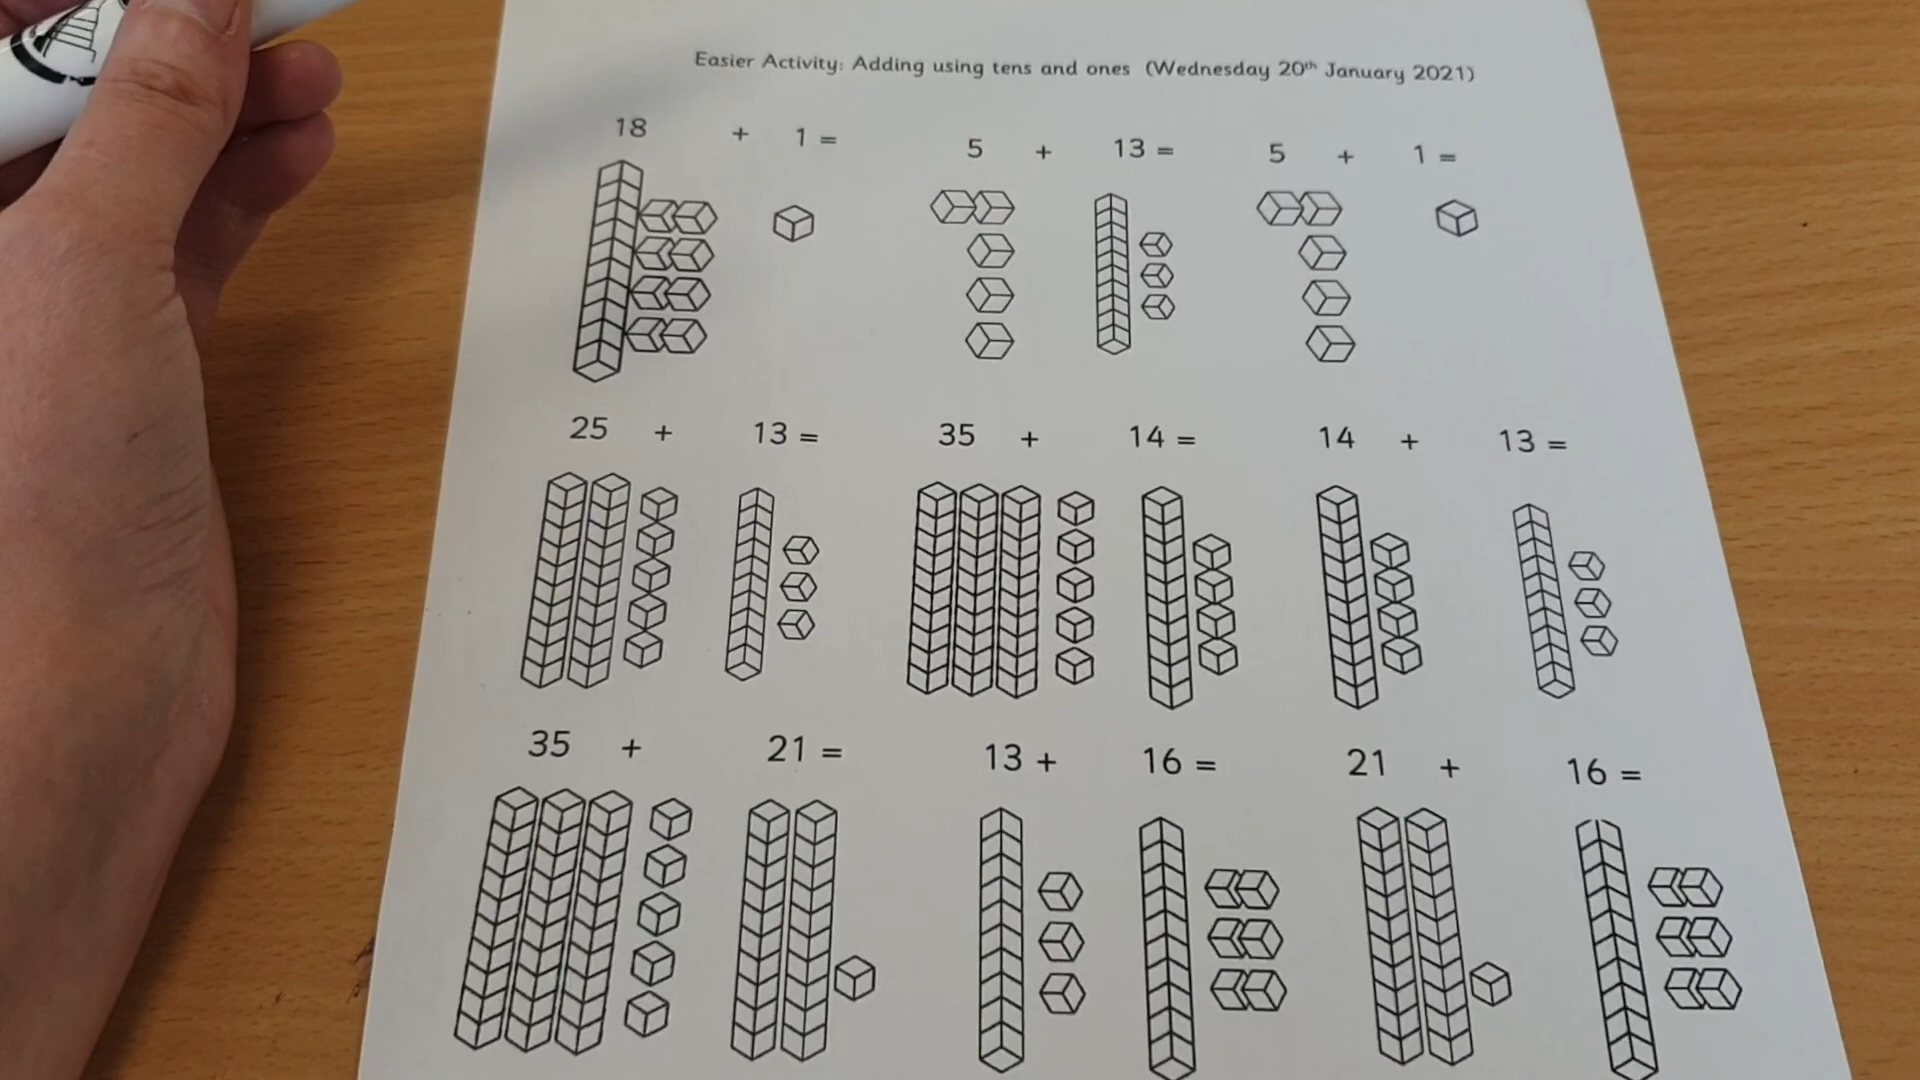 Easier Activity: Adding using tens and ones (Wednesday 20th January 2021)
18 + 1 = 5 + 13 = 5 + 1 =
25 + 13 = 35 + 14 = 14 + 13 =
35 + 21 = 13 + 16 = 21 + 16 =